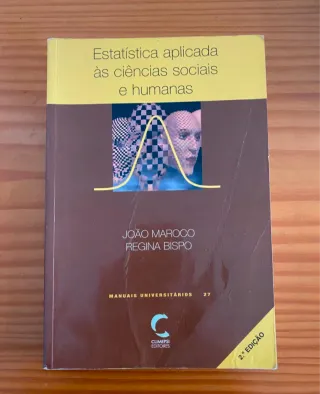 Estatística aplicada
às ciências sociais
e humanas
JOÃO MAROCO
REGINA BISPO
MANUAIS UNIVERSITÁRIOS 27
CLIMEPSI
EDITORES
2.ª EDIÇÃO